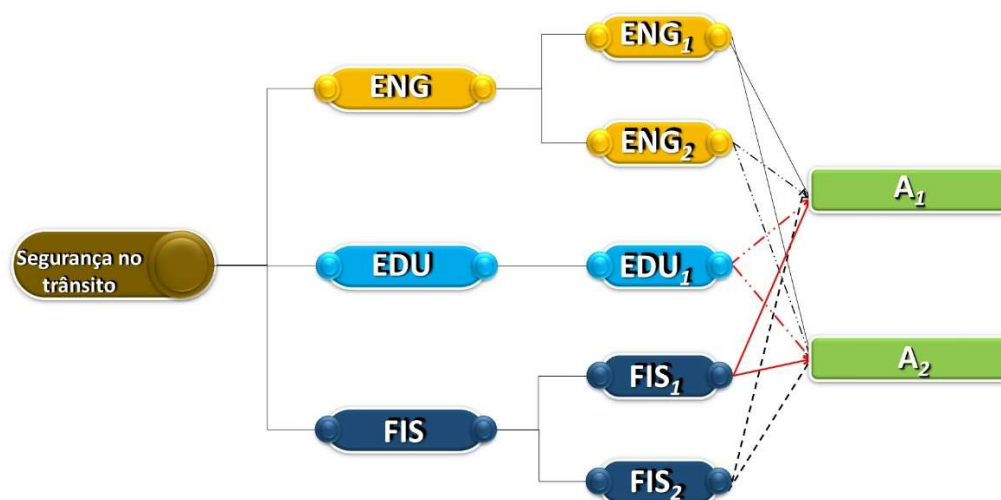 ENG₁
ENG
ENG₂
A₁
Segurança no
trânsito
EDU
EDU₁
A₂
FIS₁
FIS
FIS₂